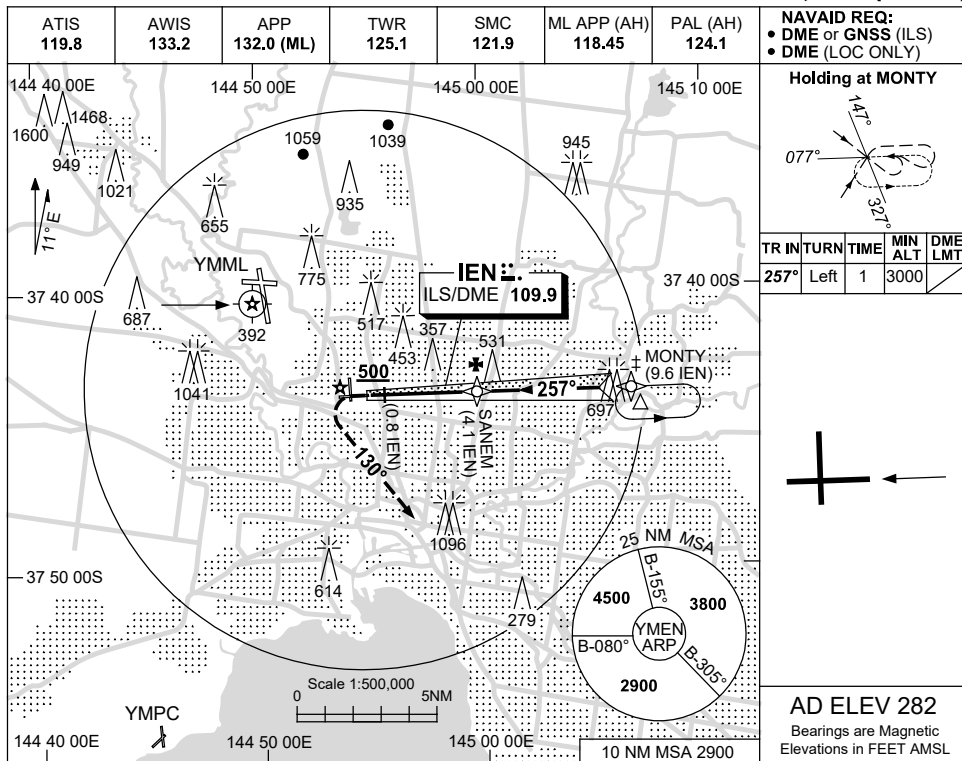 ATIS
119.8
AWIS
133.2
APP
132.0 (ML)
TWR
125.1
SMC
121.9
ML APP (AH)
118.45
PAL (AH)
124.1
NAVAID REQ:
• DME or GNSS (ILS)
• DME (LOC ONLY)
144 40 00E
144 50 00E
145 00 00E
145 10 00E
Holding at MONTY
147°
077°
327°
TR IN TURN TIME MIN ALT DME LMT
257° Left 1 3000
1600
1468
949
1021
1059
1039
945
935
655
775
11° E
YMML
392
687
1041
37 40 00S
37 40 00S
IEN
ILS/DME 109.9
517
453
357
531
MONTY
(9.6 IEN)
500
257°
697
(0.8 IEN)
SANEM
(4.1 IEN)
130°
1096
37 50 00S
614
279
25 NM MSA
B-155°
4500
3800
YMEN
ARP
B-080°
B-305°
2900
Scale 1:500,000
0 5NM
YMPC
144 40 00E
144 50 00E
145 00 00E
10 NM MSA 2900
AD ELEV 282
Bearings are Magnetic
Elevations in FEET AMSL